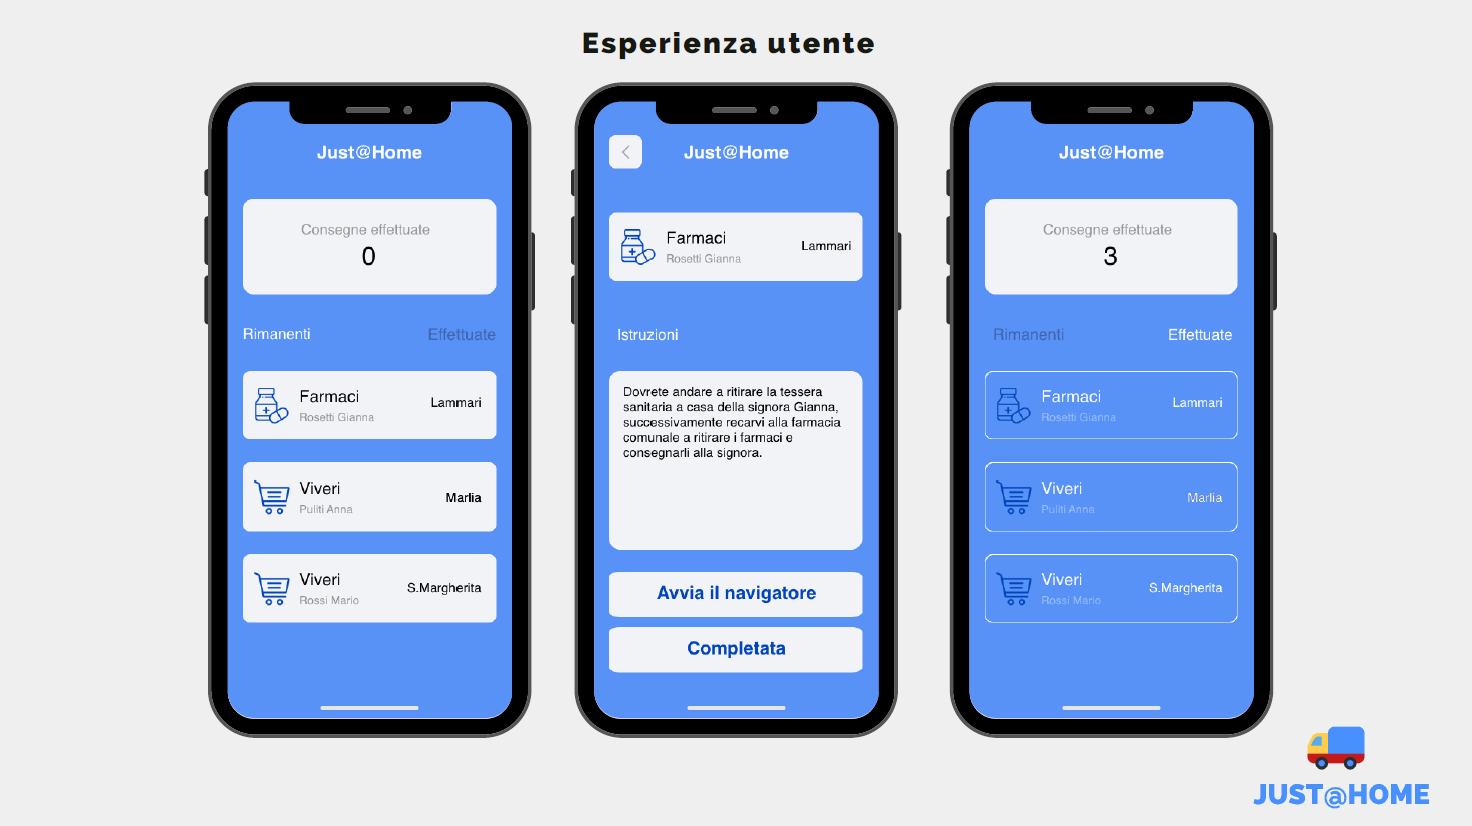 Esperienza utente
Just@Home
Consegne effettuate
0
Rimanenti
Effettuate
Farmaci
Rosetti Gianna
Lammari
Viveri
Puliti Anna
Marlia
Viveri
Rossi Mario
S.Margherita
Just@Home
Farmaci
Rosetti Gianna
Lammari
Istruzioni
Dovrete andare a ritirare la tessera
sanitaria a casa della signora Gianna,
successivamente recarvi alla farmacia
comunale a ritirare i farmaci e
consegnarli alla signora.
Avvia il navigatore
Completata
Just@Home
Consegne effettuate
3
Rimanenti
Effettuate
Farmaci
Rosetti Gianna
Lammari
Viveri
Puliti Anna
Marlia
Viveri
Rossi Mario
S.Margherita
JUST@HOME